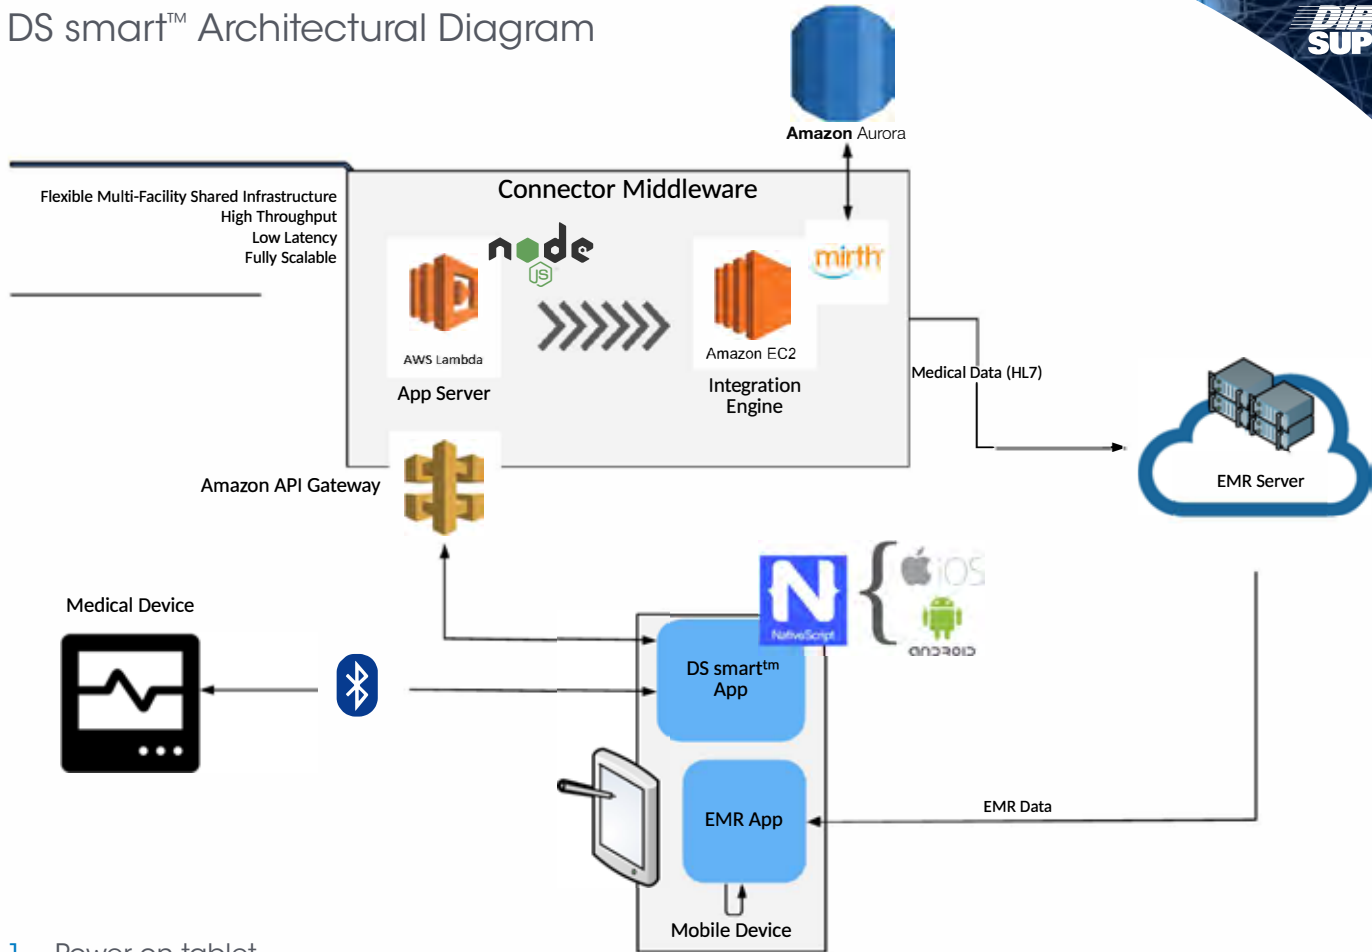 DS smart™ Architectural Diagram
Amazon Aurora
Flexible Multi-Facility Shared Infrastructure
High Throughput
Low Latency
Fully Scalable
Connector Middleware
node
JS
mirth
AWS Lambda
App Server
Amazon EC2
Integration
Engine
Medical Data (HL7)
EMR Server
Amazon API Gateway
N
NativeScript
iOS
ANDROID
Medical Device
DS smart™
App
EMR App
EMR Data
Mobile Device
1 Power on tablet